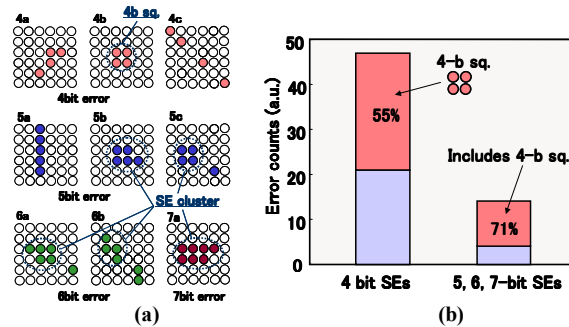 4a 4b 4b sq. 4c
4bit error
5a 5b 5c
5bit error
SE cluster
6a 6b 7a
6bit error 7bit error
(a)
50
40
30
20
10
0
Error counts (a.u.)
4-b sq.
55%
Includes 4-b sq.
71%
4 bit SEs 5, 6, 7-bit SEs
(b)